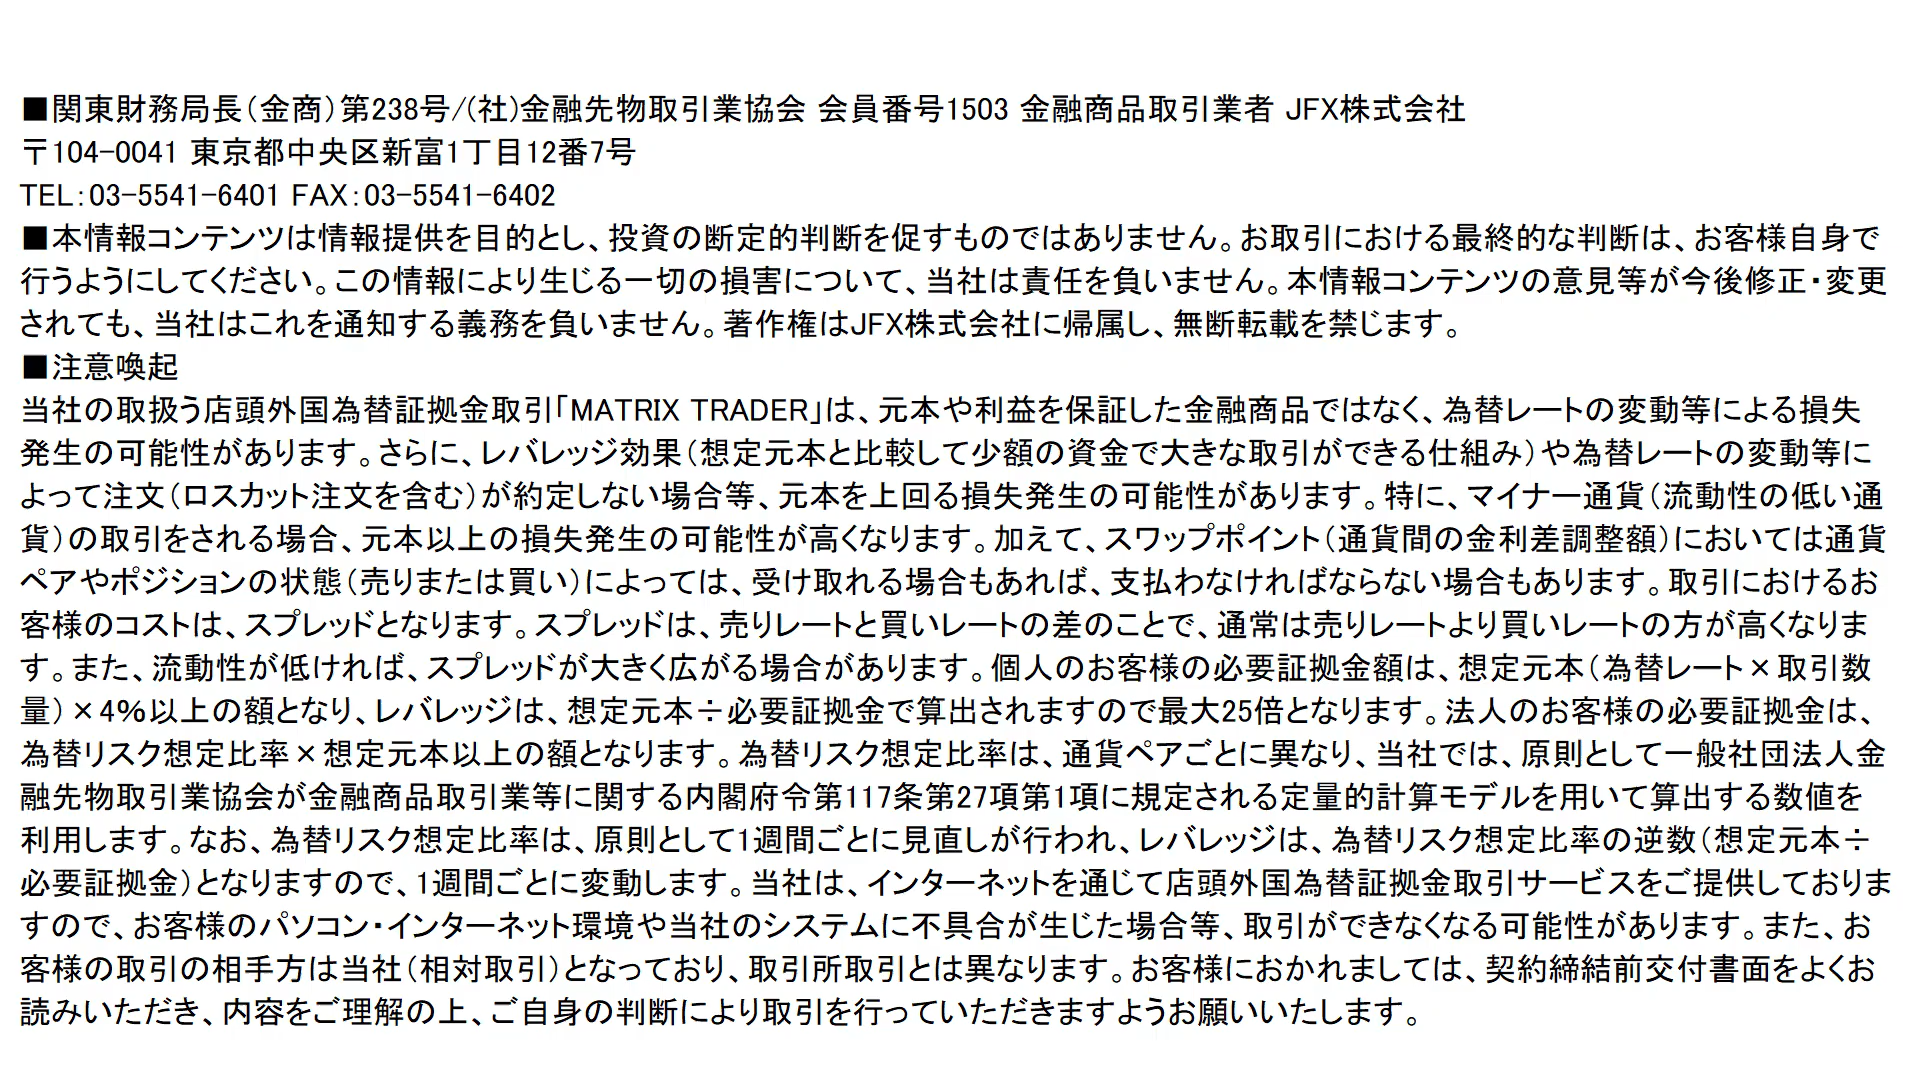 ■関東財務局長（金商）第238号/(社)金融先物取引業協会 会員番号1503 金融商品取引業者 JFX株式会社
〒104-0041 東京都中央区新富1丁目12番7号
TEL：03-5541-6401 FAX：03-5541-6402
■本情報コンテンツは情報提供を目的とし、投資の断定的判断を促すものではありません。お取引における最終的な判断は、お客様自身で
行うようにしてください。この情報により生じる一切の損害について、当社は責任を負いません。本情報コンテンツの意見等が今後修正・変更
されても、当社はこれを通知する義務を負いません。著作権はJFX株式会社に帰属し、無断転載を禁じます。
■注意喚起
当社の取扱う店頭外国為替証拠金取引「MATRIX TRADER」は、元本や利益を保証した金融商品ではなく、為替レートの変動等による損失
発生の可能性があります。さらに、レバレッジ効果（想定元本と比較して少額の資金で大きな取引ができる仕組み）や為替レートの変動等に
よって注文（ロスカット注文を含む）が約定しない場合等、元本を上回る損失発生の可能性があります。特に、マイナー通貨（流動性の低い通
貨）の取引をされる場合、元本以上の損失発生の可能性が高くなります。加えて、スワップポイント（通貨間の金利差調整額）においては通貨
ペアやポジションの状態（売りまたは買い）によっては、受け取れる場合もあれば、支払わなければならない場合もあります。取引におけるお
客様のコストは、スプレッドとなります。スプレッドは、売りレートと買いレートの差のことで、通常は売りレートより買いレートの方が高くなりま
す。また、流動性が低ければ、スプレッドが大きく広がる場合があります。個人のお客様の必要証拠金額は、想定元本（為替レート×取引数
量）×4％以上の額となり、レバレッジは、想定元本÷必要証拠金で算出されますので最大25倍となります。法人のお客様の必要証拠金は、
為替リスク想定比率×想定元本以上の額となります。為替リスク想定比率は、通貨ペアごとに異なり、当社では、原則として一般社団法人金
融先物取引業協会が金融商品取引業等に関する内閣府令第117条第27項第1項に規定される定量的計算モデルを用いて算出する数値を
利用します。なお、為替リスク想定比率は、原則として1週間ごとに見直しが行われ、レバレッジは、為替リスク想定比率の逆数（想定元本÷
必要証拠金）となりますので、1週間ごとに変動します。当社は、インターネットを通じて店頭外国為替証拠金取引サービスをご提供しておりま
すので、お客様のパソコン・インターネット環境や当社のシステムに不具合が生じた場合等、取引ができなくなる可能性があります。また、お
客様の取引の相手方は当社（相対取引）となっており、取引所取引とは異なります。お客様におかれましては、契約締結前交付書面をよくお
読みいただき、内容をご理解の上、ご自身の判断により取引を行っていただきますようお願いいたします。